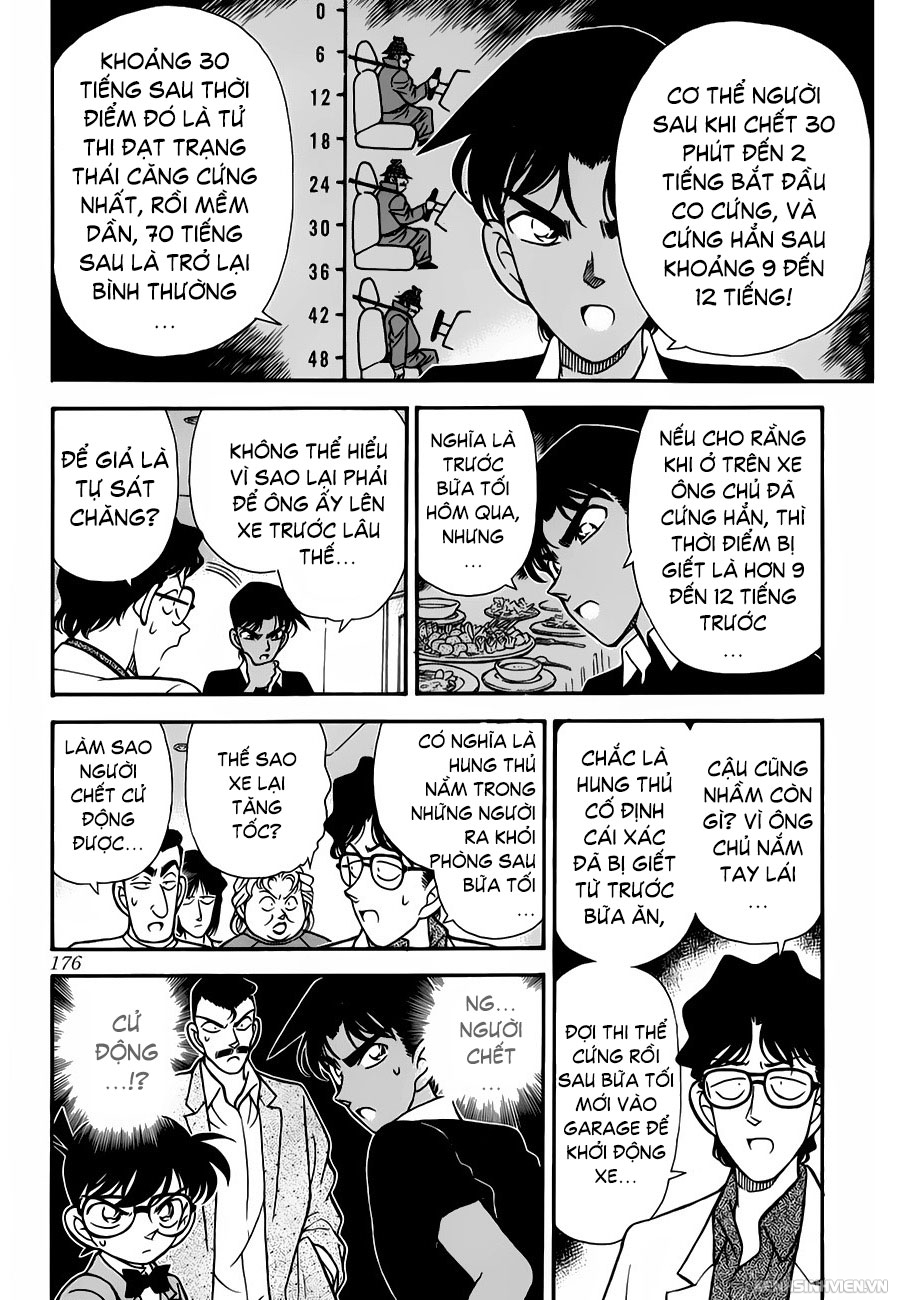 CƠ THỂ NGƯỜI
SAU KHI CHẾT 30
PHÚT ĐẾN 2
TIẾNG BẮT ĐẦU
CO CỨNG, VÀ
CỨNG HẲN SAU
KHOẢNG 9 ĐẾN
12 TIẾNG!
0
6
12
18
24
30
36
42
48
KHOẢNG 30
TIẾNG SAU THỜI
ĐIỂM ĐÓ LÀ TỬ
THI ĐẠT TRẠNG
THÁI CĂNG CỨNG
NHẤT, RỒI MỀM
DẦN, 70 TIẾNG
SAU LÀ TRỞ LẠI
BÌNH THƯỜNG
...
NẾU CHO RẰNG
KHI Ở TRÊN XE
ÔNG CHỦ ĐÃ
CỨNG HẲN, THÌ
THỜI ĐIỂM BỊ
GIẾT LÀ HƠN 9
ĐẾN 12 TIẾNG
TRƯỚC
...
NGHĨA LÀ
TRƯỚC
BỮA TỐI
HÔM QUA,
NHƯNG
...
KHÔNG THỂ HIỂU
VÌ SAO LẠI PHẢI
ĐỂ ÔNG ẤY LÊN
XE TRƯỚC LÂU
THẾ...
ĐỂ GIẢ LÀ
TỰ SÁT
CHĂNG?
CẬU CŨNG
NHẦM CÒN
GÌ? VÌ ÔNG
CHỦ NẮM
TAY LÁI
...
CHẮC LÀ
HUNG THỦ
CỐ ĐỊNH
CÁI XÁC
ĐÃ BỊ GIẾT
TỪ TRƯỚC
BỮA ĂN,
ĐỢI THI THỂ
CỨNG RỒI
SAU BỮA TỐI
MỚI VÀO
GARAGE ĐỂ
KHỞI ĐỘNG
XE...
CÓ NGHĨA LÀ
HUNG THỦ
NẰM TRONG
NHỮNG NGƯỜI
RA KHỎI
PHÒNG SAU
BỮA TỐI
...
THẾ SAO
XE LẠI
TĂNG
TỐC?
LÀM SAO
NGƯỜI
CHẾT CỬ
ĐỘNG
ĐƯỢC...
176
NG...
NGƯỜI
CHẾT
...
CỬ
ĐỘNG
...!?